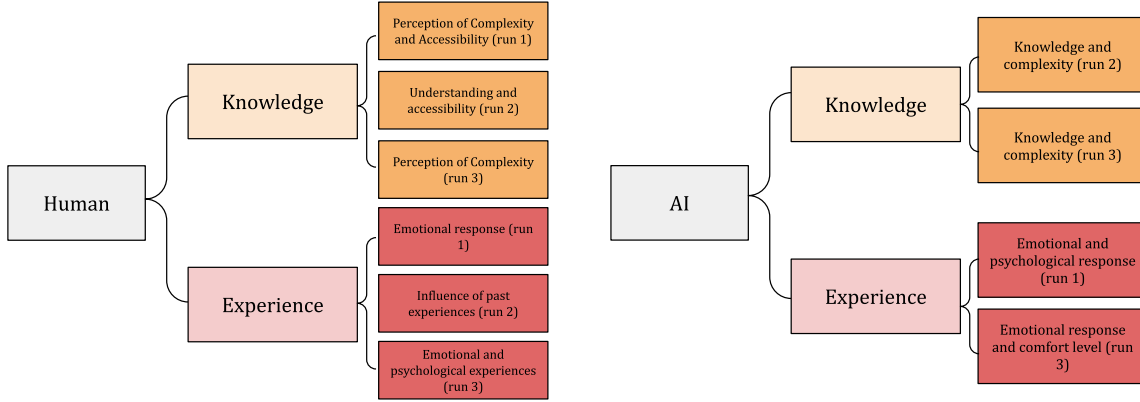 Human
Knowledge
Perception of Complexity
and Accessibility (run 1)
Understanding and
accessibility (run 2)
Perception of Complexity
(run 3)
Experience
Emotional response (run
1)
Influence of past
experiences (run 2)
Emotional and
psychological experiences
(run 3)
AI
Knowledge
Knowledge and
complexity (run 2)
Knowledge and
complexity (run 3)
Experience
Emotional and
psychological response
(run 1)
Emotional response
and comfort level (run
3)